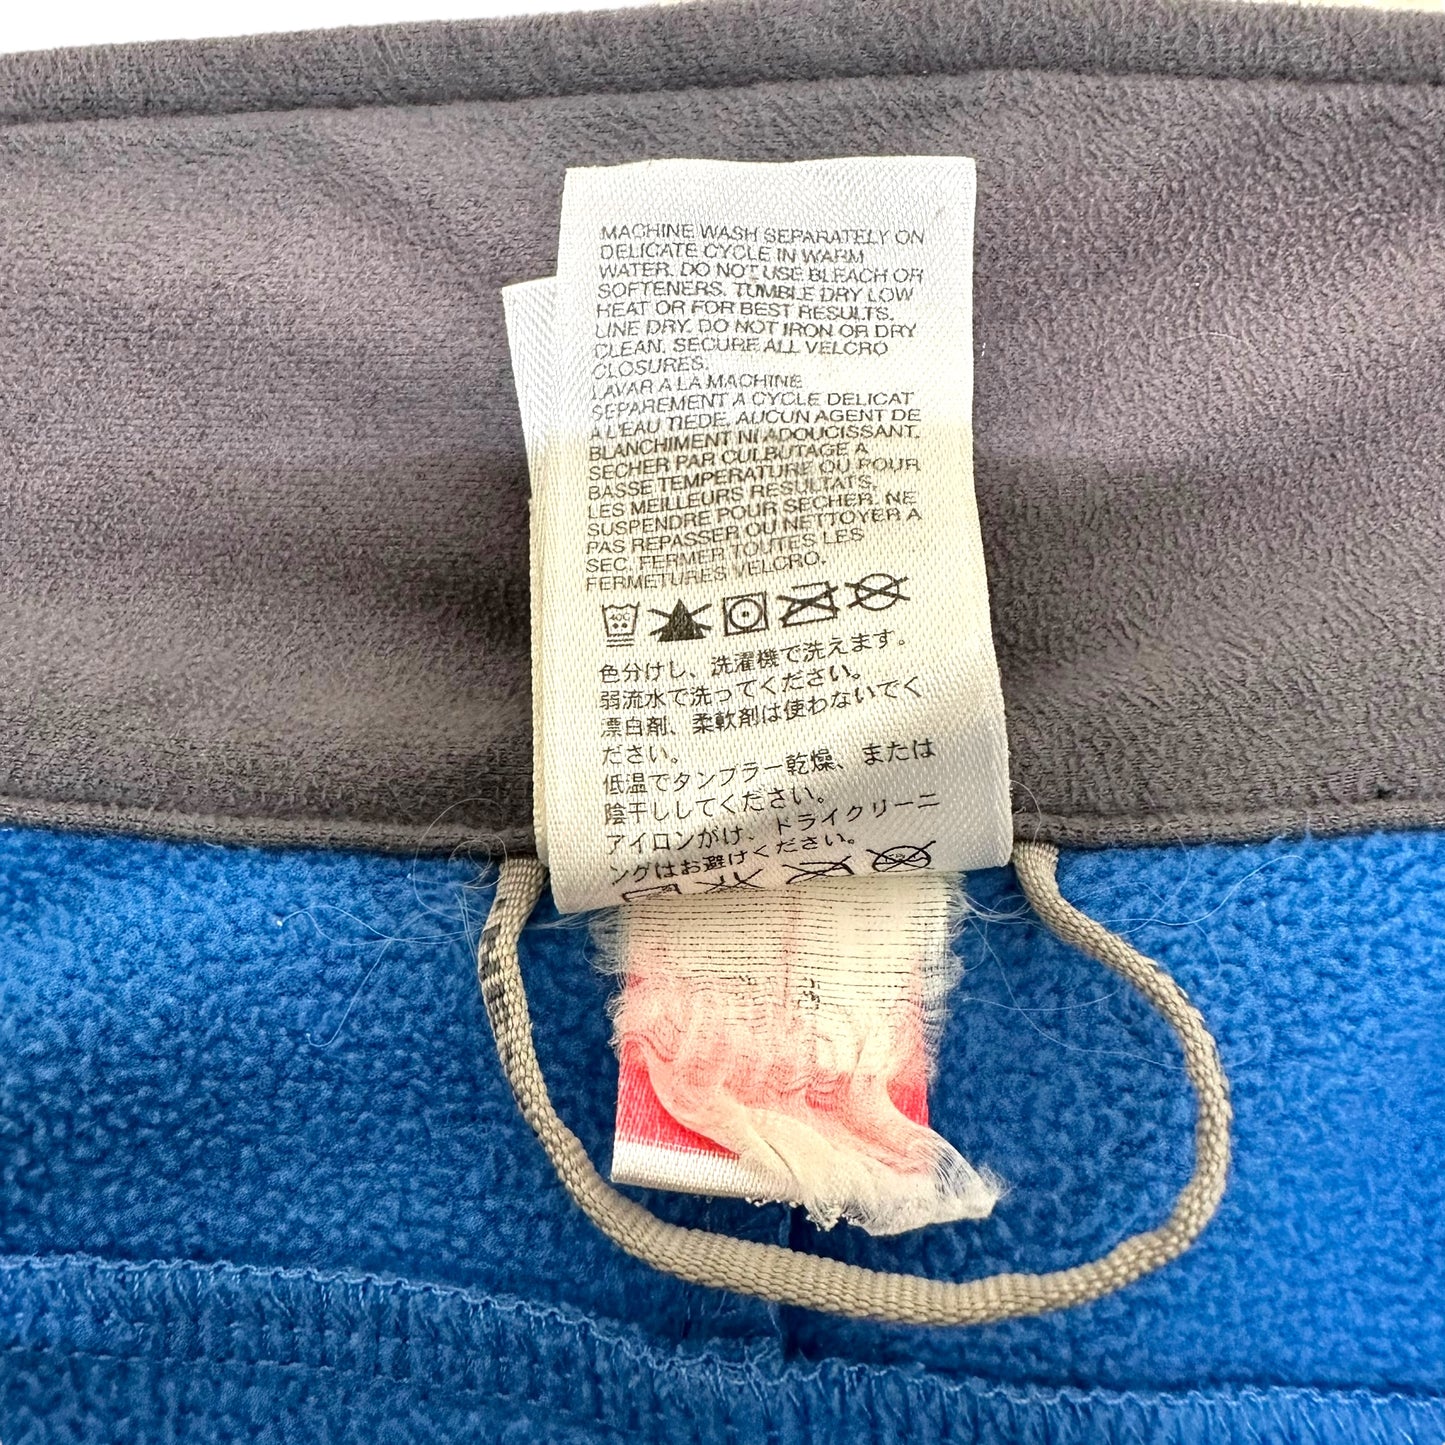 MACHINE WASH SEPARATELY ON
DELICATE CYCLE IN WARM
WATER. DO NOT USE BLEACH OR
SOFTENERS. TUMBLE DRY LOW
HEAT OR FOR BEST RESULTS,
LINE DRY. DO NOT IRON OR DRY
CLEAN. SECURE ALL VELCRO
CLOSURES.
LAVAR A LA MACHINE
SEPAREMENT A CYCLE DELICAT
A L'EAU TIEDE. AUCUN AGENT DE
BLANCHIMENT NI ADOUCISSANT.
SECHER PAR CULBUTAGE A
BASSE TEMPERATURE OU POUR
LES MEILLEURS RESULTATS,
SUSPENDRE POUR SECHER. NE
PAS REPASSER OU NETTOYER A
SEC. FERMER TOUTES LES
FERMETURES VELCRO.
40C
色分けし、洗濯機で洗えます。
弱流水で洗ってください。
漂白剤、柔軟剤は使わないでく
ださい。
低温でタンブラー乾燥、または
陰干ししてください。
アイロンがけ、ドライクリーニ
ングはお避けください。